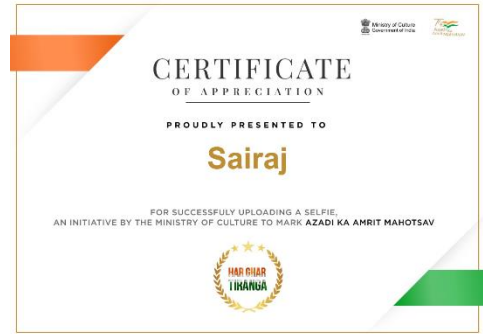 Ministry of Culture
Government of India
CERTIFICATE
OF APPRECIATION
PROUDLY PRESENTED TO
Sairaj
FOR SUCCESSFULY UPLOADING A SELFIE,
AN INITIATIVE BY THE MINISTRY OF CULTURE TO MARK AZADI KA AMRIT MAHOTSAV
HAR GHAR
TIRANGA